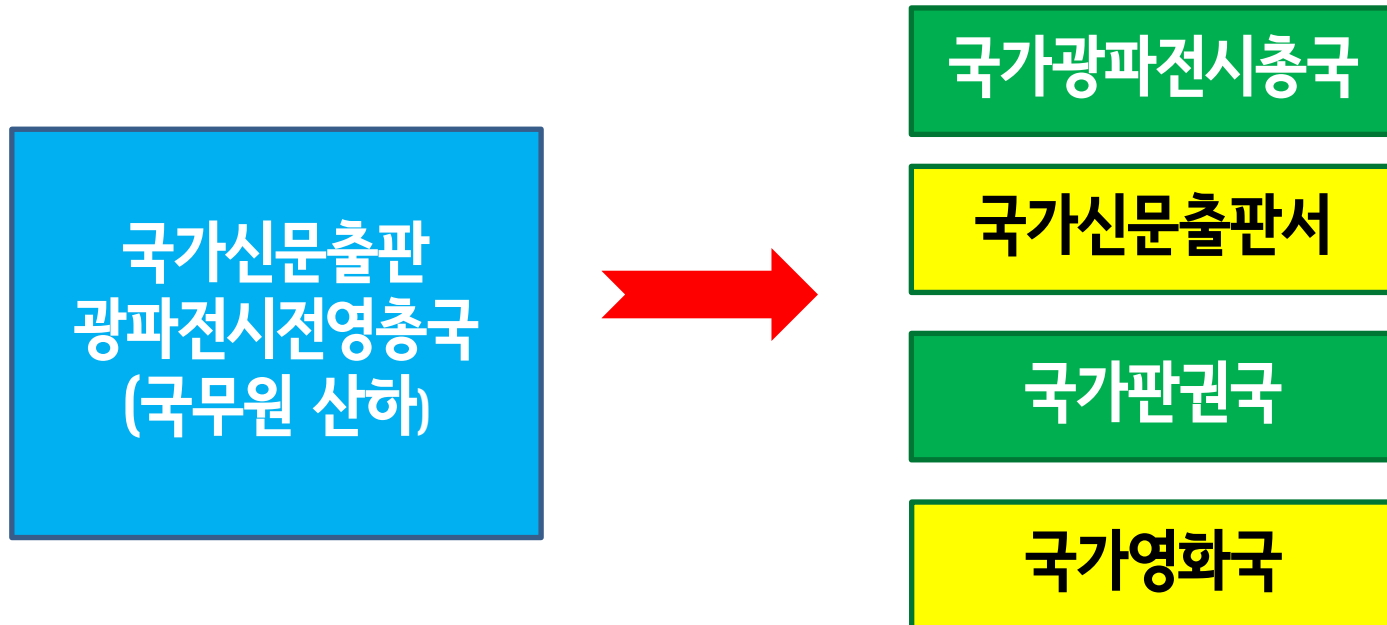 국가신문출판
광파전시전영총국
(국무원 산하)
국가광파전시총국
국가신문출판서
국가판권국
국가영화국